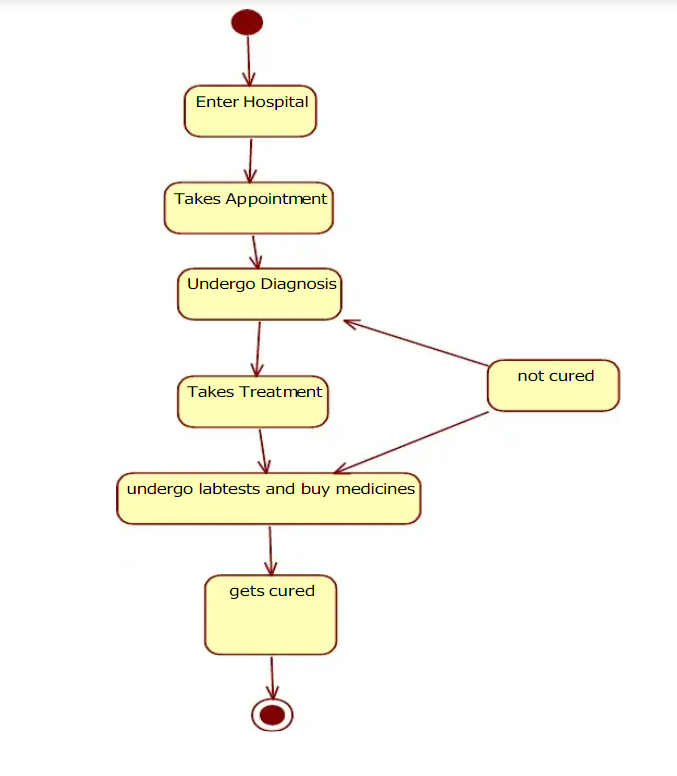 Enter Hospital
Takes Appointment
Undergo Diagnosis
Takes Treatment
not cured
undergo labtests and buy medicines
gets cured